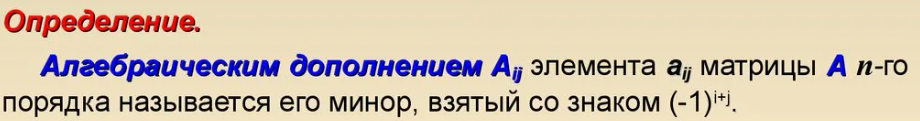 Определение.
Алгебраическим дополнением Aij элемента aij матрицы А n-го
порядка называется его минор, взятый со знаком (-1)i+j.